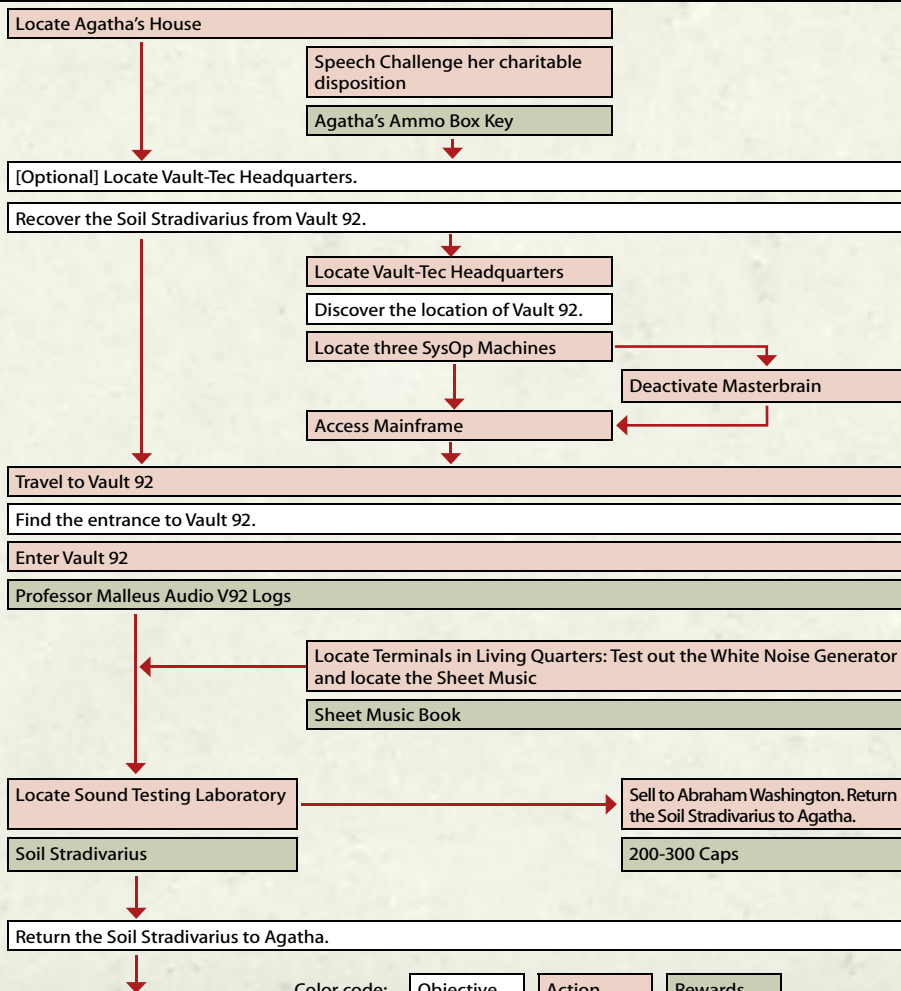 Locate Agatha’s House
Speech Challenge her charitable
disposition
Agatha’s Ammo Box Key
[Optional] Locate Vault-Tec Headquarters.
Recover the Soil Stradivarius from Vault 92.
Locate Vault-Tec Headquarters
Discover the location of Vault 92.
Locate three SysOp Machines
Deactivate Masterbrain
Access Mainframe
Travel to Vault 92
Find the entrance to Vault 92.
Enter Vault 92
Professor Malleus Audio V92 Logs
Locate Terminals in Living Quarters: Test out the White Noise Generator
and locate the Sheet Music
Sheet Music Book
Locate Sound Testing Laboratory
Sell to Abraham Washington. Return
the Soil Stradivarius to Agatha.
Soil Stradivarius
200-300 Caps
Return the Soil Stradivarius to Agatha.
Color code: Objective Action Rewards